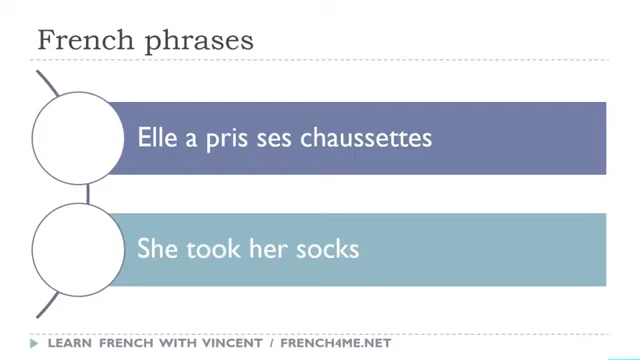 French phrases
Elle a pris ses chaussettes
She took her socks
LEARN FRENCH WITH VINCENT / FRENCH4ME.NET